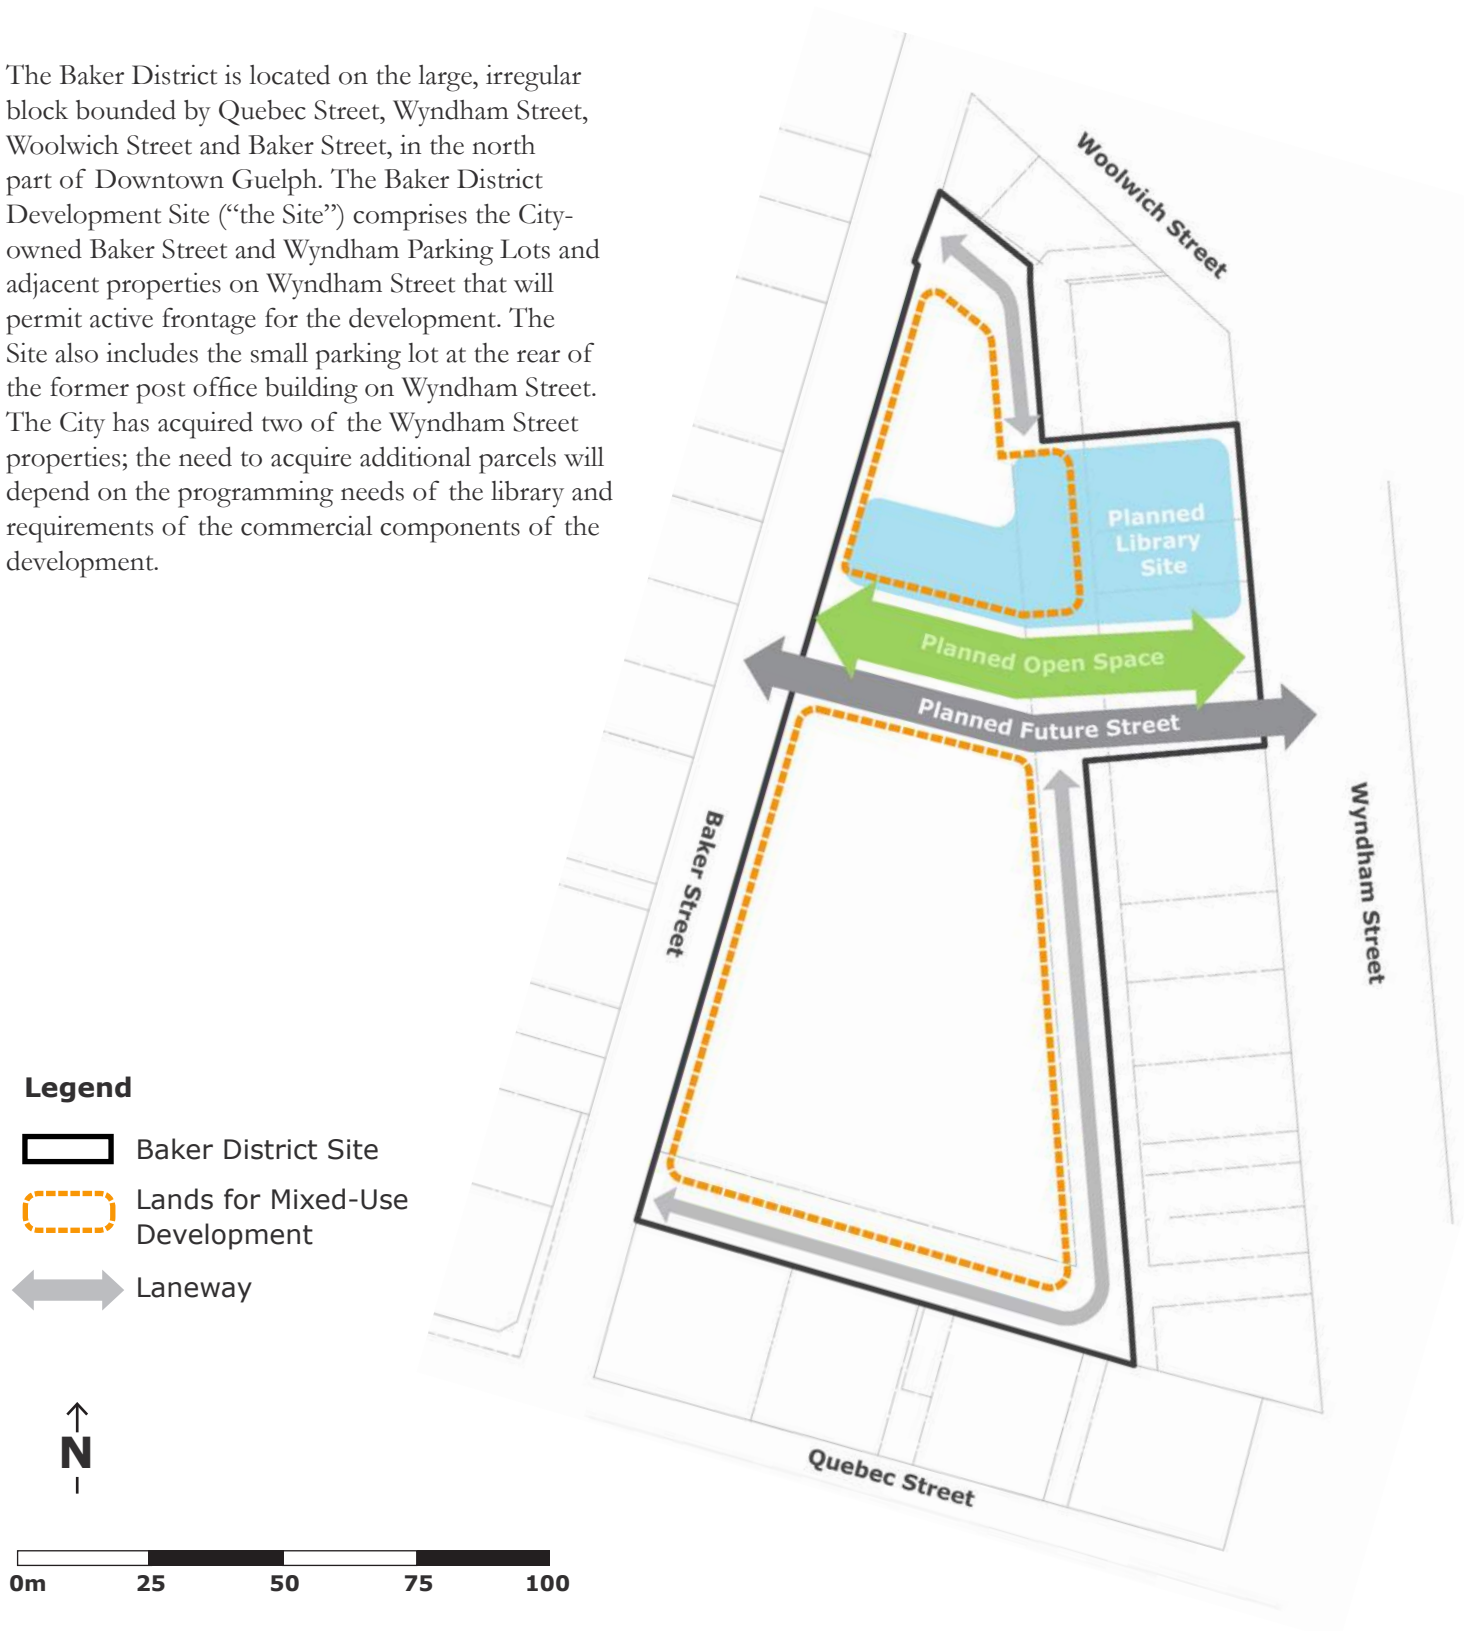 The Baker District is located on the large, irregular
block bounded by Quebec Street, Wyndham Street,
Woolwich Street and Baker Street, in the north
part of Downtown Guelph. The Baker District
Development Site (“the Site”) comprises the City-
owned Baker Street and Wyndham Parking Lots and
adjacent properties on Wyndham Street that will
permit active frontage for the development. The
Site also includes the small parking lot at the rear of
the former post office building on Wyndham Street.
The City has acquired two of the Wyndham Street
properties; the need to acquire additional parcels will
depend on the programming needs of the library and
requirements of the commercial components of the
development.
Woolwich Street
Planned
Library
Site
Planned Open Space
Planned Future Street
Baker Street
Wyndham Street
Quebec Street
Legend
Baker District Site
Lands for Mixed-Use
Development
Laneway
N
0m 25 50 75 100